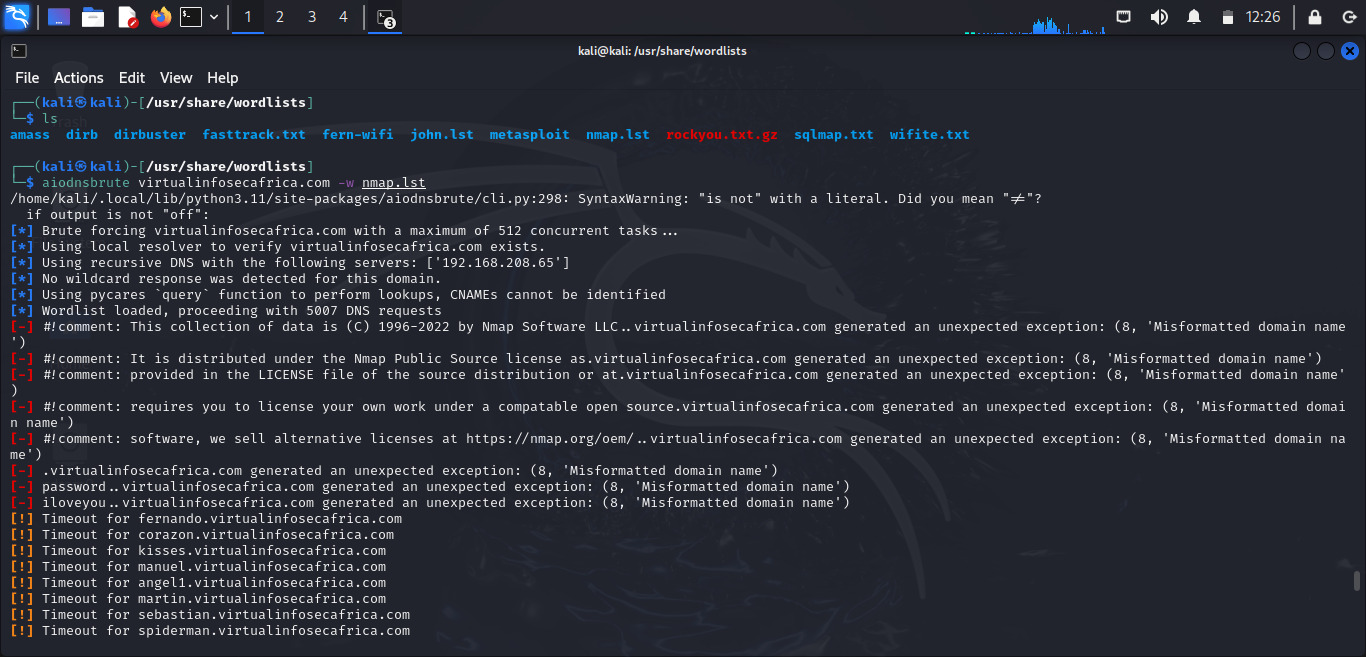 1 2 3 4 3 12:26
kali@kali: /usr/share/wordlists
File Actions Edit View Help
┌──(kali㉿kali)-[/usr/share/wordlists]
└─$ ls
amass dirb dirbuster fasttrack.txt fern-wifi john.lst metasploit nmap.lst rockyou.txt.gz sqlmap.txt wifite.txt
┌──(kali㉿kali)-[/usr/share/wordlists]
└─$ aiodnsbrute virtualinfosecafrica.com -w nmap.lst
/home/kali/.local/lib/python3.11/site-packages/aiodnsbrute/cli.py:298: SyntaxWarning: "is not" with a literal. Did you mean "!="?
if output is not "off":
[*] Brute forcing virtualinfosecafrica.com with a maximum of 512 concurrent tasks...
[*] Using local resolver to verify virtualinfosecafrica.com exists.
[*] Using recursive DNS with the following servers: ['192.168.208.65']
[*] No wildcard response was detected for this domain.
[*] Using pycares `query` function to perform lookups, CNAMEs cannot be identified
[*] Wordlist loaded, proceeding with 5007 DNS requests
[-] #!comment: This collection of data is (C) 1996-2022 by Nmap Software LLC..virtualinfosecafrica.com generated an unexpected exception: (8, 'Misformatted domain name
')
[-] #!comment: It is distributed under the Nmap Public Source license as.virtualinfosecafrica.com generated an unexpected exception: (8, 'Misformatted domain name')
[-] #!comment: provided in the LICENSE file of the source distribution or at.virtualinfosecafrica.com generated an unexpected exception: (8, 'Misformatted domain name'
)
[-] #!comment: requires you to license your own work under a compatable open source.virtualinfosecafrica.com generated an unexpected exception: (8, 'Misformatted domai
n name')
[-] #!comment: software, we sell alternative licenses at https://nmap.org/oem/..virtualinfosecafrica.com generated an unexpected exception: (8, 'Misformatted domain na
me')
[-] .virtualinfosecafrica.com generated an unexpected exception: (8, 'Misformatted domain name')
[-] password..virtualinfosecafrica.com generated an unexpected exception: (8, 'Misformatted domain name')
[-] iloveyou..virtualinfosecafrica.com generated an unexpected exception: (8, 'Misformatted domain name')
[!] Timeout for fernando.virtualinfosecafrica.com
[!] Timeout for corazon.virtualinfosecafrica.com
[!] Timeout for kisses.virtualinfosecafrica.com
[!] Timeout for manuel.virtualinfosecafrica.com
[!] Timeout for angel1.virtualinfosecafrica.com
[!] Timeout for martin.virtualinfosecafrica.com
[!] Timeout for sebastian.virtualinfosecafrica.com
[!] Timeout for spiderman.virtualinfosecafrica.com